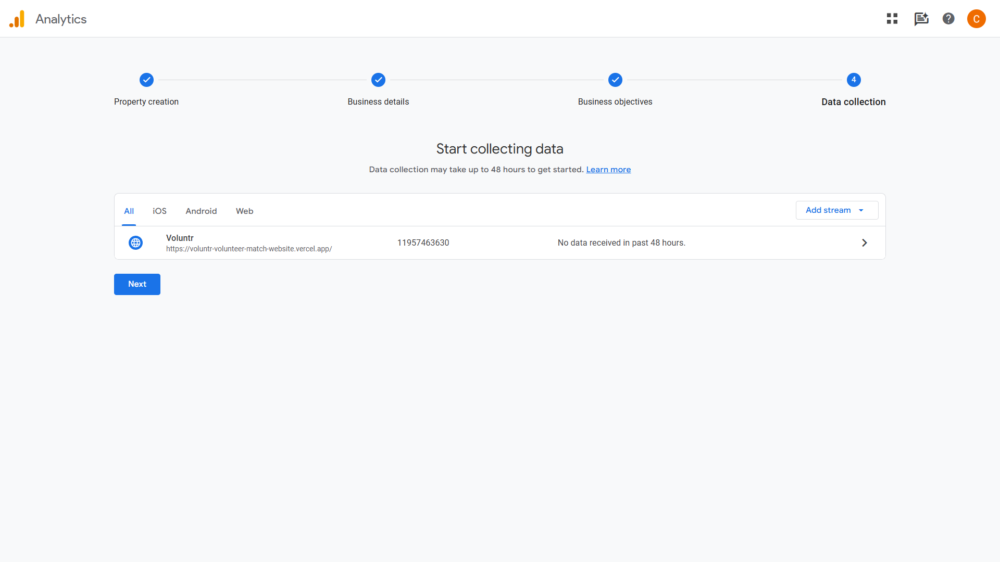 Analytics
C
4
Property creation
Business details
Business objectives
Data collection
Start collecting data
Data collection may take up to 48 hours to get started. Learn more
All
iOS
Android
Web
Add stream
Voluntr
https://voluntr-volunteer-match-website.vercel.app/
11957463630
No data received in past 48 hours.
Next